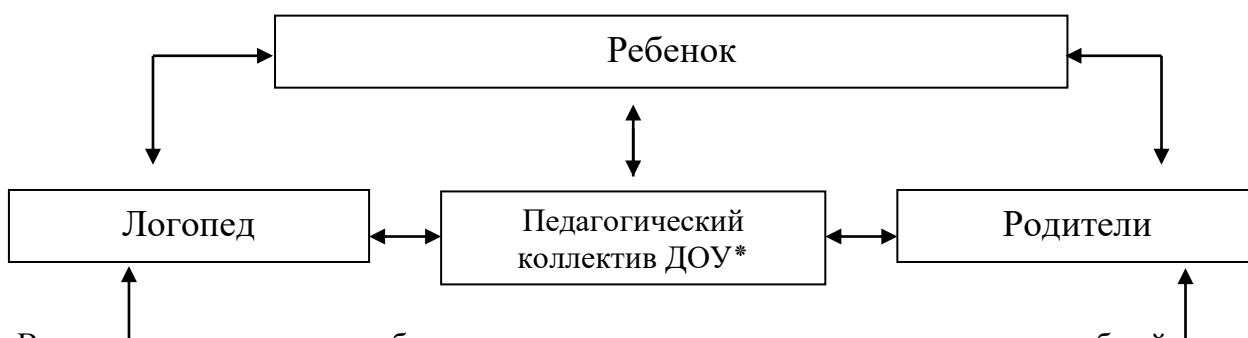 Ребенок
Логопед
Педагогический
коллектив ДОУ*
Родители